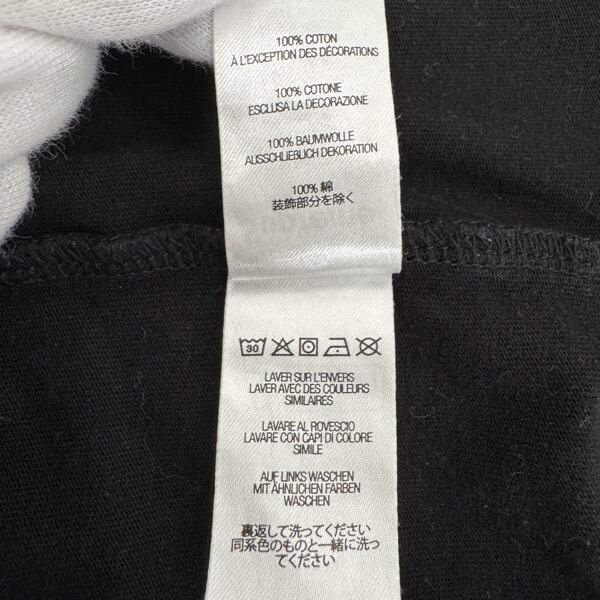 100% COTON
À L'EXCEPTION DES DÉCORATIONS
100% COTONE
ESCLUSA LA DECORAZIONE
100% BAUMWOLLE
AUSSCHLIEßLICH DEKORATION
100% 綿
装飾部分を除く
30
LAVER SUR L'ENVERS
LAVER AVEC DES COULEURS
SIMILAIRES
LAVARE AL ROVESCIO
LAVARE CON CAPI DI COLORE
SIMILE
AUF LINKS WASCHEN
MIT ÄHNLICHEN FARBEN
WASCHEN
裏返して洗ってください
同系色のものと一緒に洗っ
てください